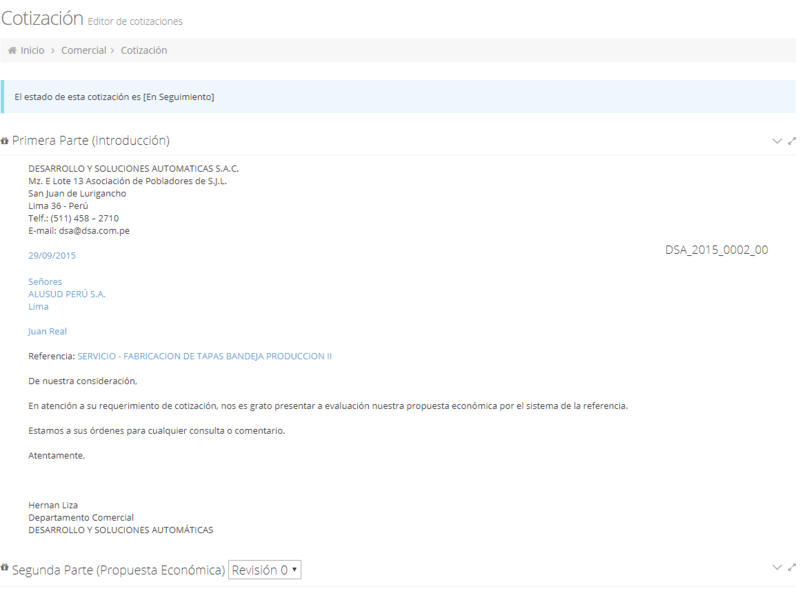 Cotización Editor de cotizaciones
Inicio > Comercial > Cotización
El estado de esta cotización es [En Seguimiento]
Primera Parte (Introducción)
DESARROLLO Y SOLUCIONES AUTOMATICAS S.A.C.
Mz. E Lote 13 Asociación de Pobladores de S.J.L.
San Juan de Lurigancho
Lima 36 - Perú
Telf.: (511) 458 – 2710
E-mail: dsa@dsa.com.pe
DSA_2015_0002_00
29/09/2015
Señores
ALUSUD PERÚ S.A.
Lima
Juan Real
Referencia: SERVICIO - FABRICACION DE TAPAS BANDEJA PRODUCCION II
De nuestra consideración,
En atención a su requerimiento de cotización, nos es grato presentar a evaluación nuestra propuesta económica por el sistema de la referencia.
Estamos a sus órdenes para cualquier consulta o comentario.
Atentamente,
Hernan Liza
Departamento Comercial
DESARROLLO Y SOLUCIONES AUTOMÁTICAS
Segunda Parte (Propuesta Económica) Revisión 0